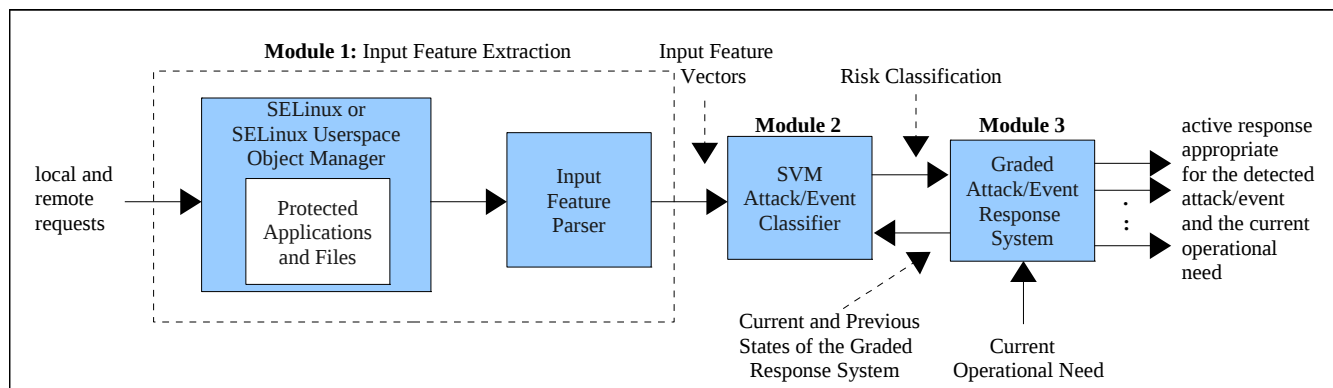 Module 1: Input Feature Extraction
local and
remote
requests
SELinux or
SELinux Userspace
Object Manager
Protected
Applications
and Files
Input
Feature
Parser
Input Feature
Vectors
Module 2
SVM
Attack/Event
Classifier
Risk Classification
Module 3
Graded
Attack/Event
Response
System
Current and Previous
States of the Graded
Response System
Current
Operational Need
active response
appropriate
for the detected
attack/event
and the current
operational
need